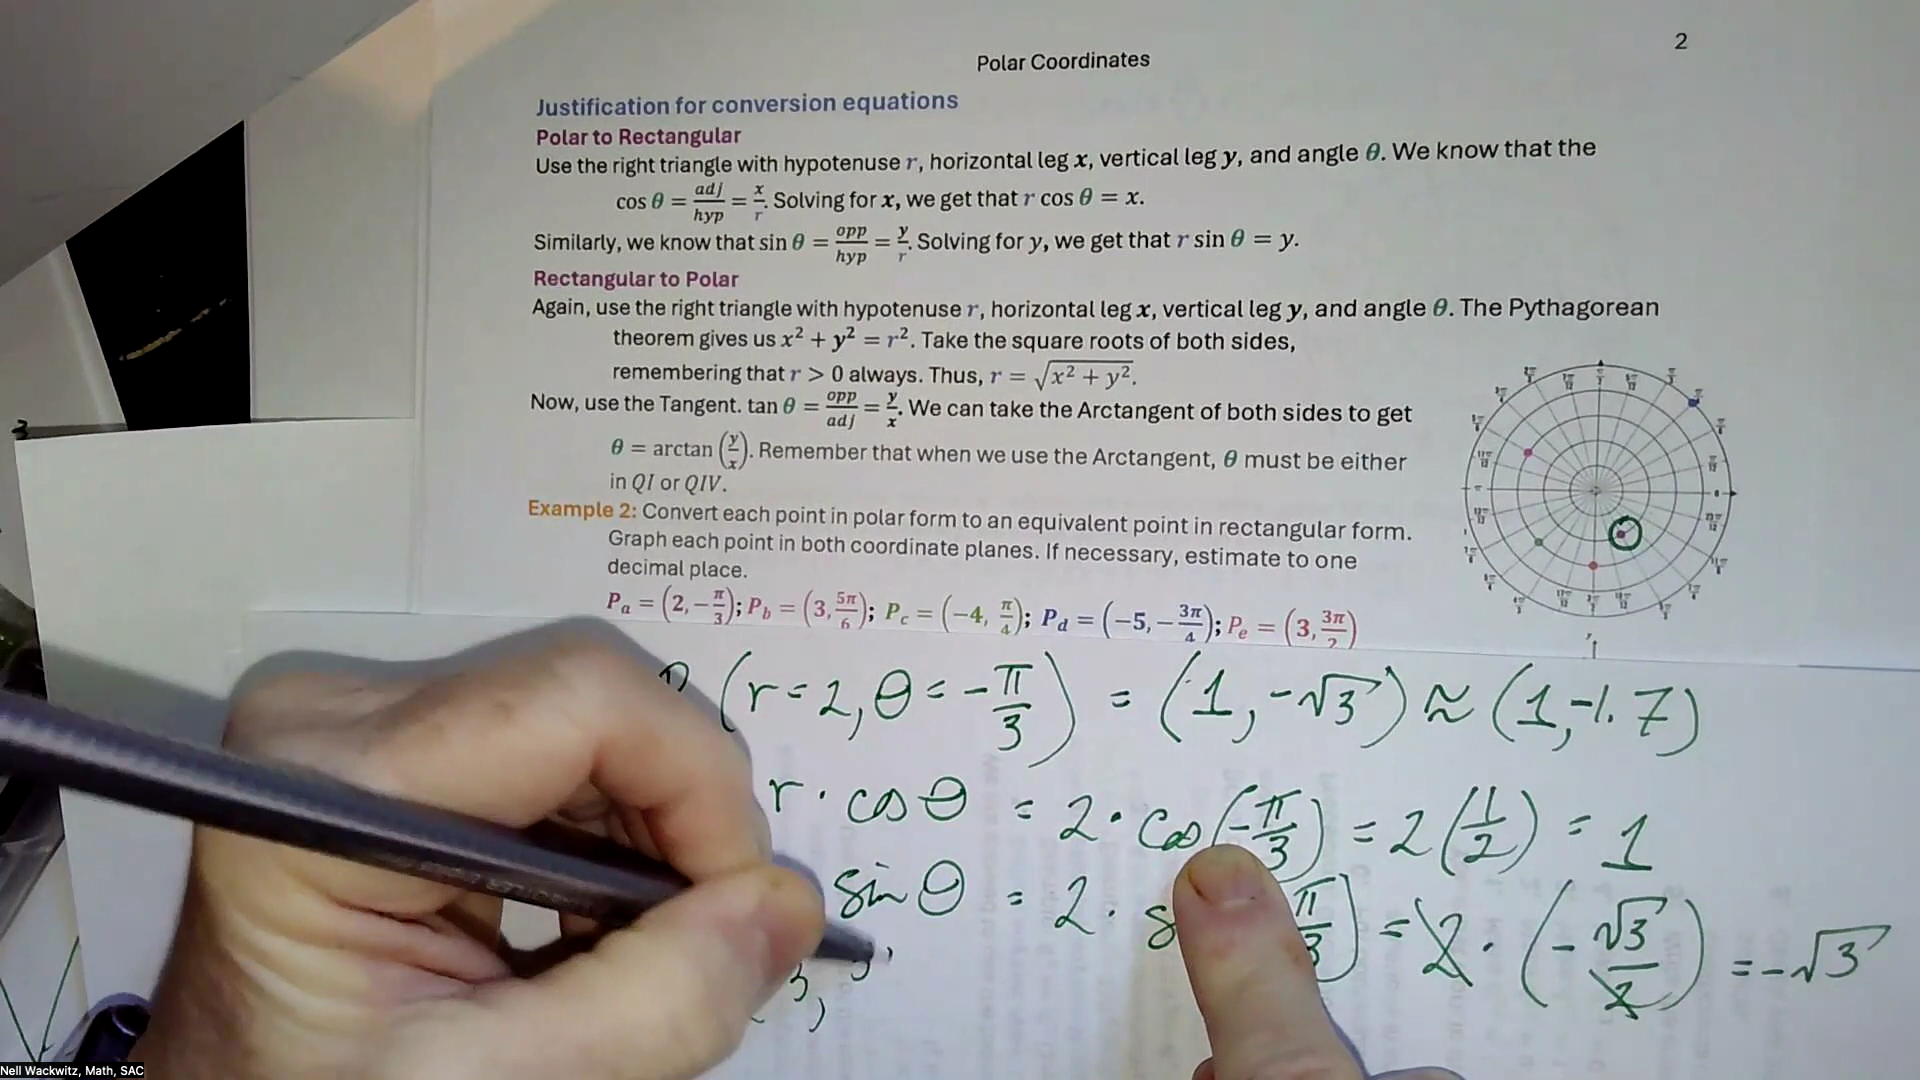 2
Polar Coordinates
Justification for conversion equations
Polar to Rectangular
Use the right triangle with hypotenuse r, horizontal leg x, vertical leg y, and angle θ. We know that the
cos θ = adj/hyp = x/r. Solving for x, we get that r cos θ = x.
Similarly, we know that sin θ = opp/hyp = y/r. Solving for y, we get that r sin θ = y.
Rectangular to Polar
Again, use the right triangle with hypotenuse r, horizontal leg x, vertical leg y, and angle θ. The Pythagorean
theorem gives us x² + y² = r². Take the square roots of both sides,
remembering that r > 0 always. Thus, r = √(x² + y²).
Now, use the Tangent. tan θ = opp/adj = y/x. We can take the Arctangent of both sides to get
θ = arctan (y/x). Remember that when we use the Arctangent, θ must be either
in QI or QIV.
Example 2: Convert each point in polar form to an equivalent point in rectangular form.
Graph each point in both coordinate planes. If necessary, estimate to one
decimal place.
Pa = (2, -π/3); Pb = (3, 5π/6); Pc = (-4, π/4); Pd = (-5, -3π/4); Pe = (3, 3π/2)
(r = 2, θ = -π/3) = (1, -√3) ≈ (1, -1.7)
r · cos θ = 2 · cos(-π/3) = 2(1/2) = 1
sin θ = 2 · s π/3) = 2 · (-√3/2) = -√3
3,
Nell Wackwitz, Math, SAC